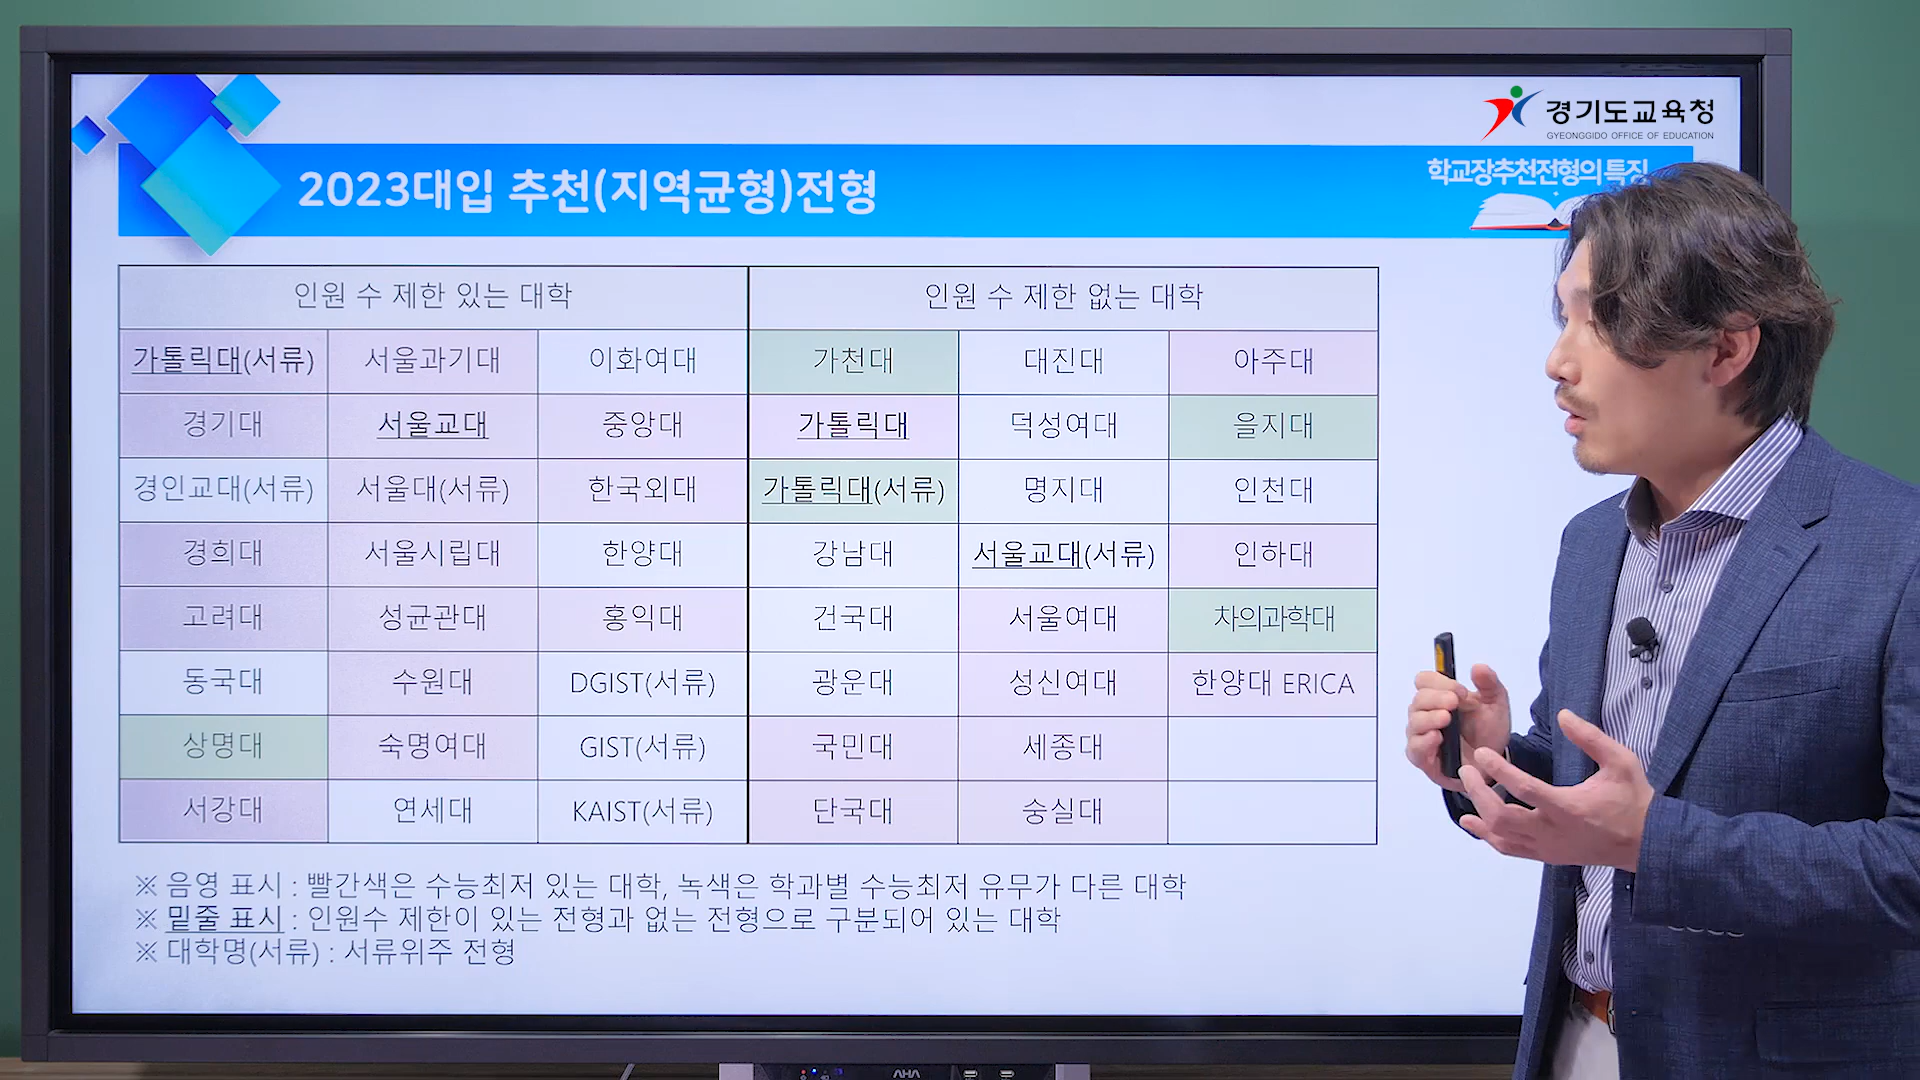 경기도교육청
GYEONGGIDO OFFICE OF EDUCATION
학교장추천전형의 특징
2023대입 추천(지역균형)전형
인원 수 제한 있는 대학 인원 수 제한 없는 대학
가톨릭대(서류) 서울과기대 이화여대 가천대 대진대 아주대
경기대 서울교대 중앙대 가톨릭대 덕성여대 을지대
경인교대(서류) 서울대(서류) 한국외대 가톨릭대(서류) 명지대 인천대
경희대 서울시립대 한양대 강남대 서울교대(서류) 인하대
고려대 성균관대 홍익대 건국대 서울여대 차의과학대
동국대 수원대 DGIST(서류) 광운대 성신여대 한양대 ERICA
상명대 숙명여대 GIST(서류) 국민대 세종대
서강대 연세대 KAIST(서류) 단국대 숭실대
※ 음영 표시 : 빨간색은 수능최저 있는 대학, 녹색은 학과별 수능최저 유무가 다른 대학
※ 밑줄 표시 : 인원수 제한이 있는 전형과 없는 전형으로 구분되어 있는 대학
※ 대학명(서류) : 서류위주 전형
AHA